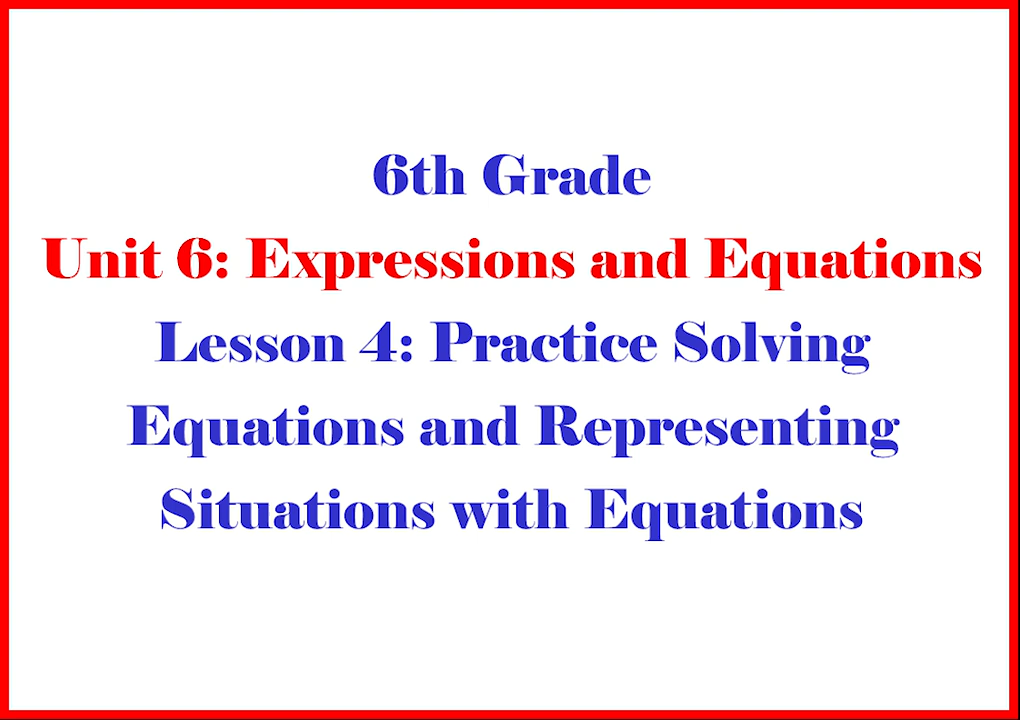 6th Grade
Unit 6: Expressions and Equations
Lesson 4: Practice Solving
Equations and Representing
Situations with Equations